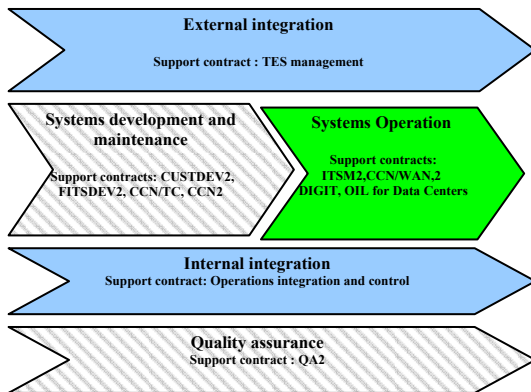 External integration
Support contract : TES management
Systems development and
maintenance
Support contracts: CUSTDEV2,
FITSDEV2, CCN/TC, CCN2
Systems Operation
Support contracts:
ITSM2,CCN/WAN,2
DIGIT, OIL for Data Centers
Internal integration
Support contract: Operations integration and control
Quality assurance
Support contract : QA2